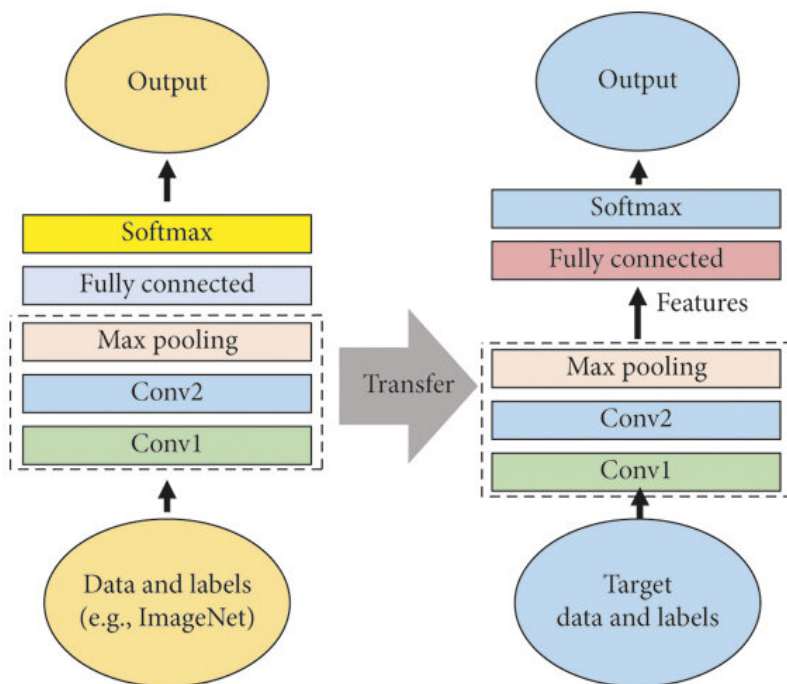 Output
Softmax
Fully connected
Max pooling
Conv2
Conv1
Data and labels
(e.g., ImageNet)
Transfer
Output
Softmax
Fully connected
Features
Max pooling
Conv2
Conv1
Target
data and labels